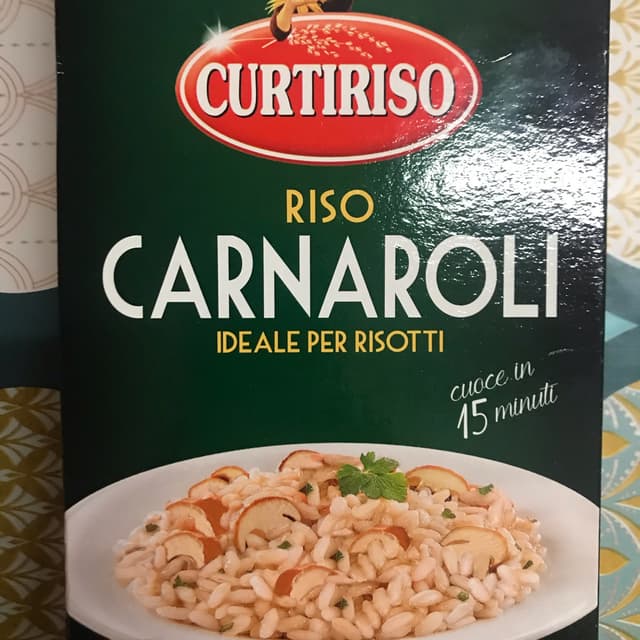 CURTIRISO
RISO
CARNAROLI
IDEALE PER RISOTTI
cuoce in
15 minuti